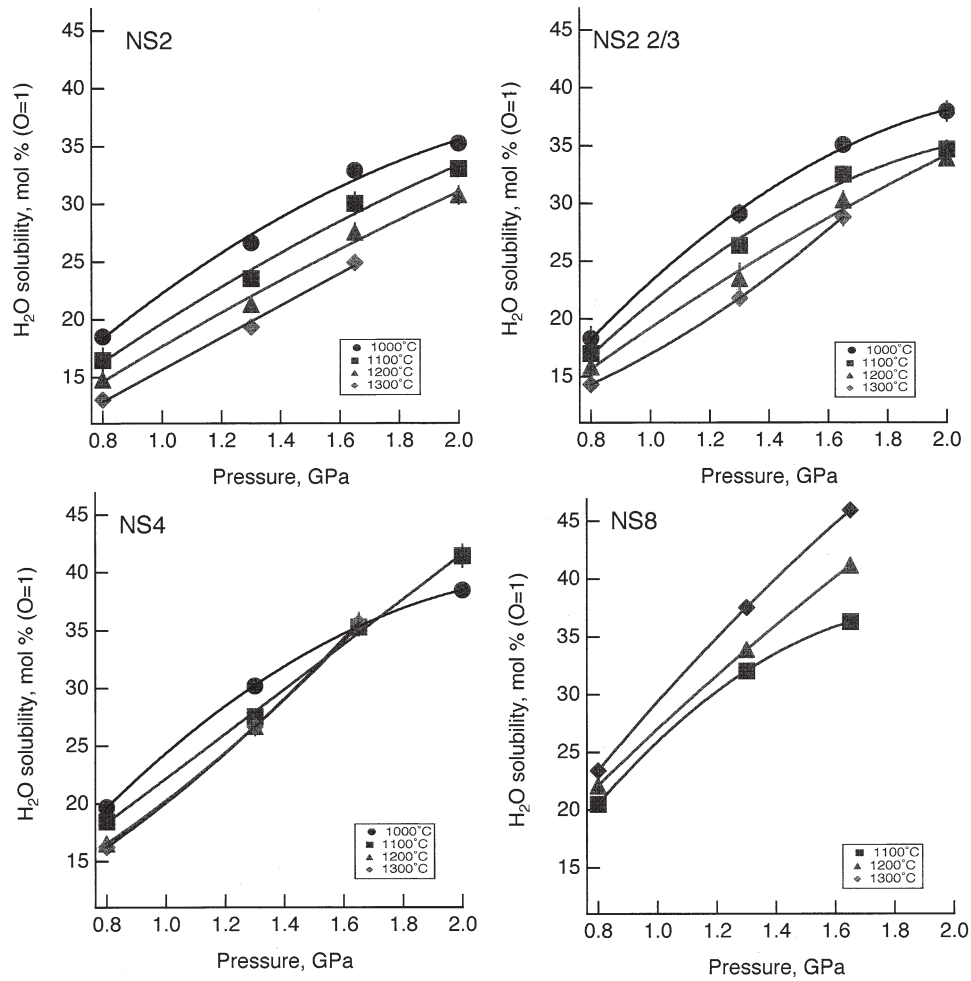 NS2
45
40
35
30
25
20
15
H2O solubility, mol % (O=1)
1000°C
1100°C
1200°C
1300°C
0.8 1.0 1.2 1.4 1.6 1.8 2.0
Pressure, GPa
NS2 2/3
45
40
35
30
25
20
15
H2O solubility, mol % (O=1)
1000°C
1100°C
1200°C
1300°C
0.8 1.0 1.2 1.4 1.6 1.8 2.0
Pressure, GPa
NS4
45
40
35
30
25
20
15
H2O solubility, mol % (O=1)
1000°C
1100°C
1200°C
1300°C
0.8 1.0 1.2 1.4 1.6 1.8 2.0
Pressure, GPa
NS8
45
40
35
30
25
20
15
H2O solubility, mol % (O=1)
1100°C
1200°C
1300°C
0.8 1.0 1.2 1.4 1.6 1.8 2.0
Pressure, GPa